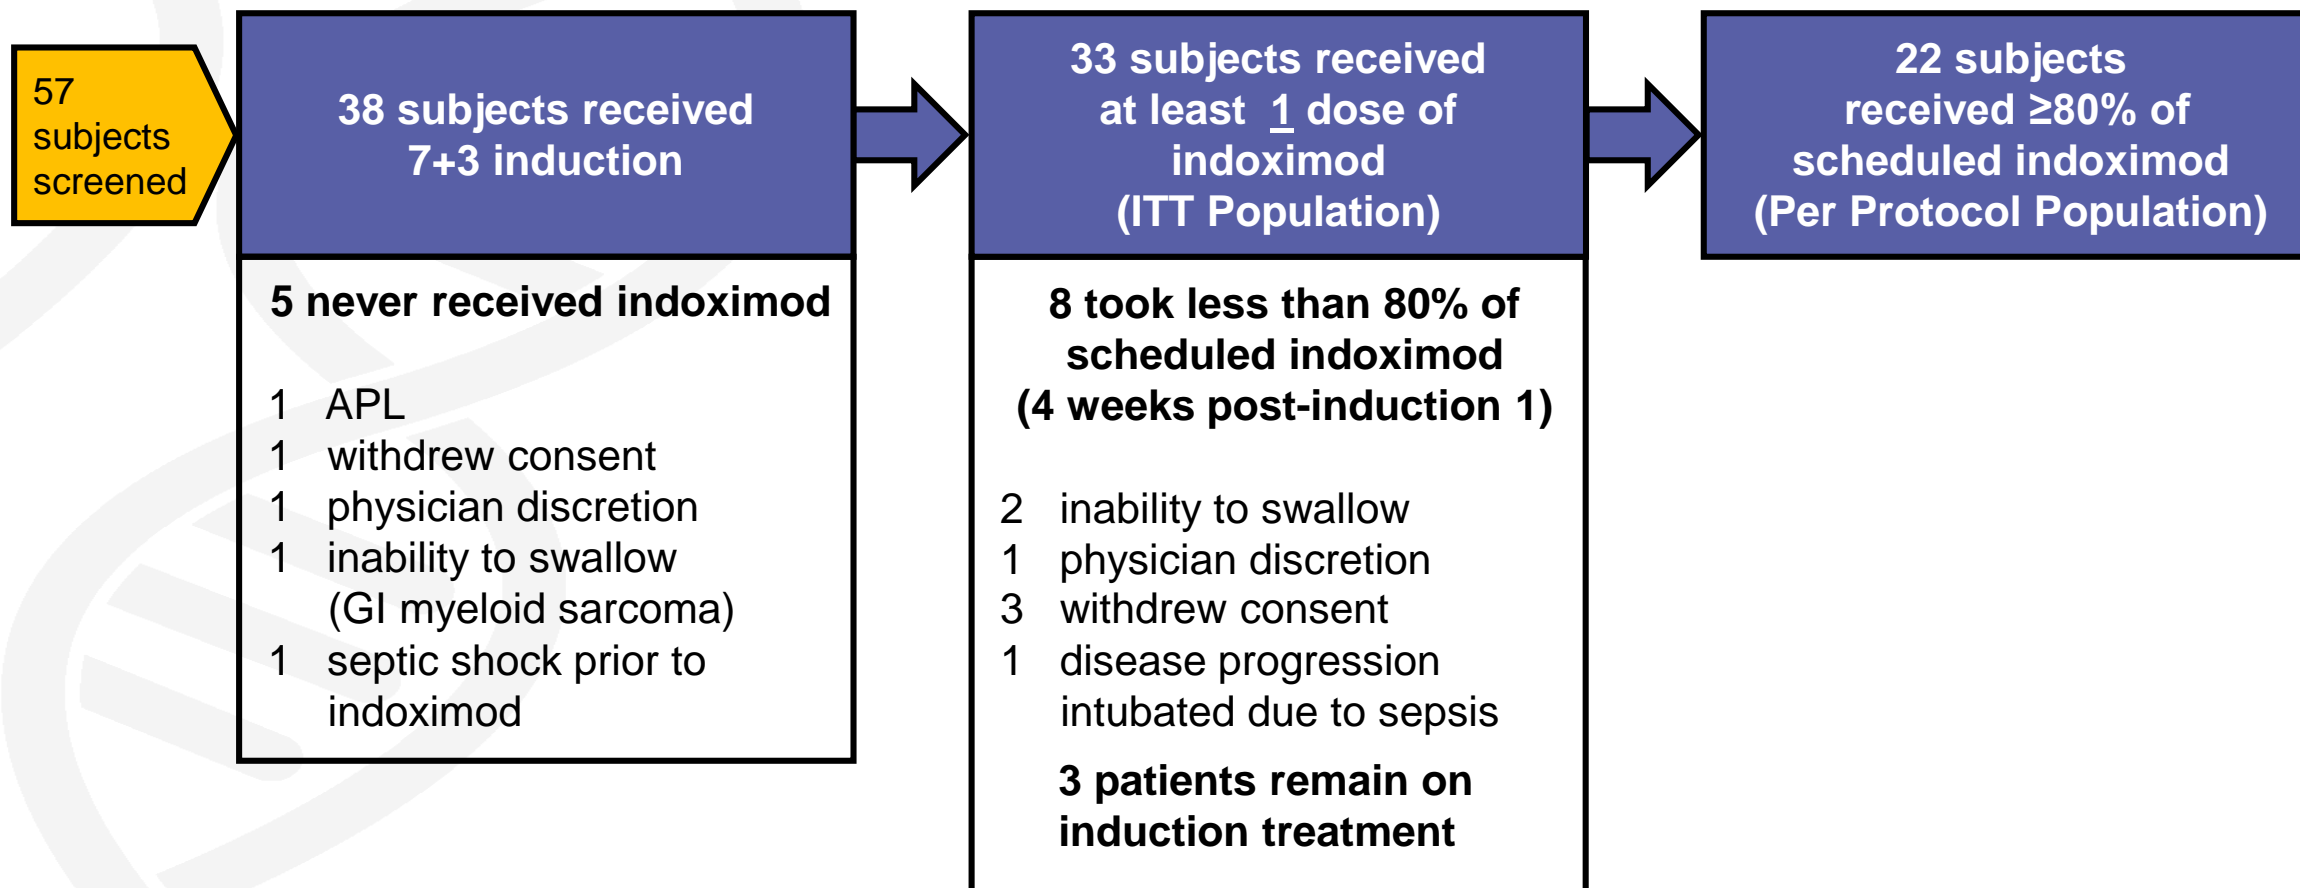 57
subjects
screened
38 subjects received
7+3 induction
5 never received indoximod
1 APL
1 withdrew consent
1 physician discretion
1 inability to swallow
(GI myeloid sarcoma)
1 septic shock prior to
indoximod
33 subjects received
at least 1 dose of
indoximod
(ITT Population)
8 took less than 80% of
scheduled indoximod
(4 weeks post-induction 1)
2 inability to swallow
1 physician discretion
3 withdrew consent
1 disease progression
intubated due to sepsis
3 patients remain on
induction treatment
22 subjects
received ≥80% of
scheduled indoximod
(Per Protocol Population)